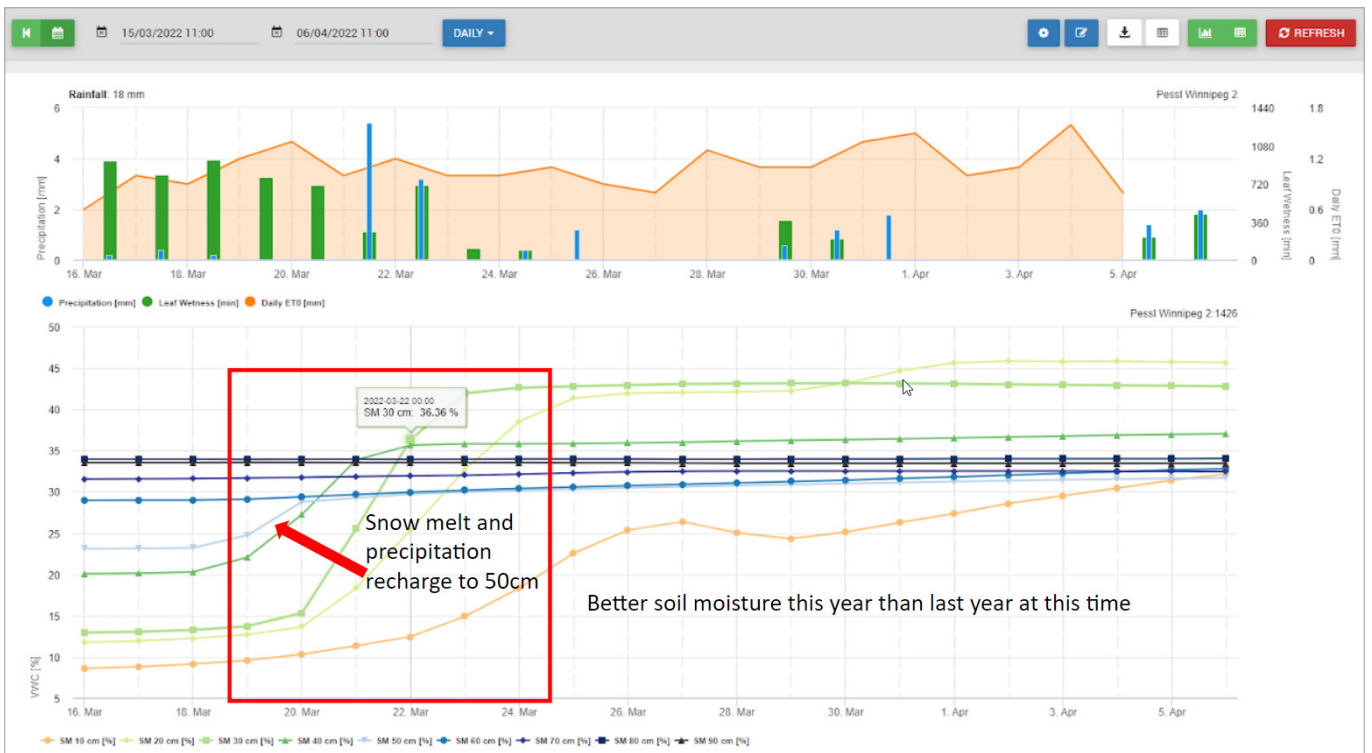 15/03/2022 11:00
06/04/2022 11:00
DAILY
REFRESH
Rainfall: 18 mm
Pessl Winnipeg 2
6
4
2
0
Precipitation [mm]
1440
1080
720
360
0
Leaf Wetness [min]
1.8
1.2
0.6
0
Daily ET0 [mm]
16. Mar 18. Mar 20. Mar 22. Mar 24. Mar 26. Mar 28. Mar 30. Mar 1. Apr 3. Apr 5. Apr
Precipitation [mm] Leaf Wetness [min] Daily ET0 [mm]
Pessl Winnipeg 2:1426
50
45
40
35
30
25
20
15
10
5
VWC [%]
2022-03-22 00:00
SM 30 cm: 36.36 %
Snow melt and
precipitation
recharge to 50cm
Better soil moisture this year than last year at this time
16. Mar 18. Mar 20. Mar 22. Mar 24. Mar 26. Mar 28. Mar 30. Mar 1. Apr 3. Apr 5. Apr
SM 10 cm [%] SM 20 cm [%] SM 30 cm [%] SM 40 cm [%] SM 50 cm [%] SM 60 cm [%] SM 70 cm [%] SM 80 cm [%] SM 90 cm [%]